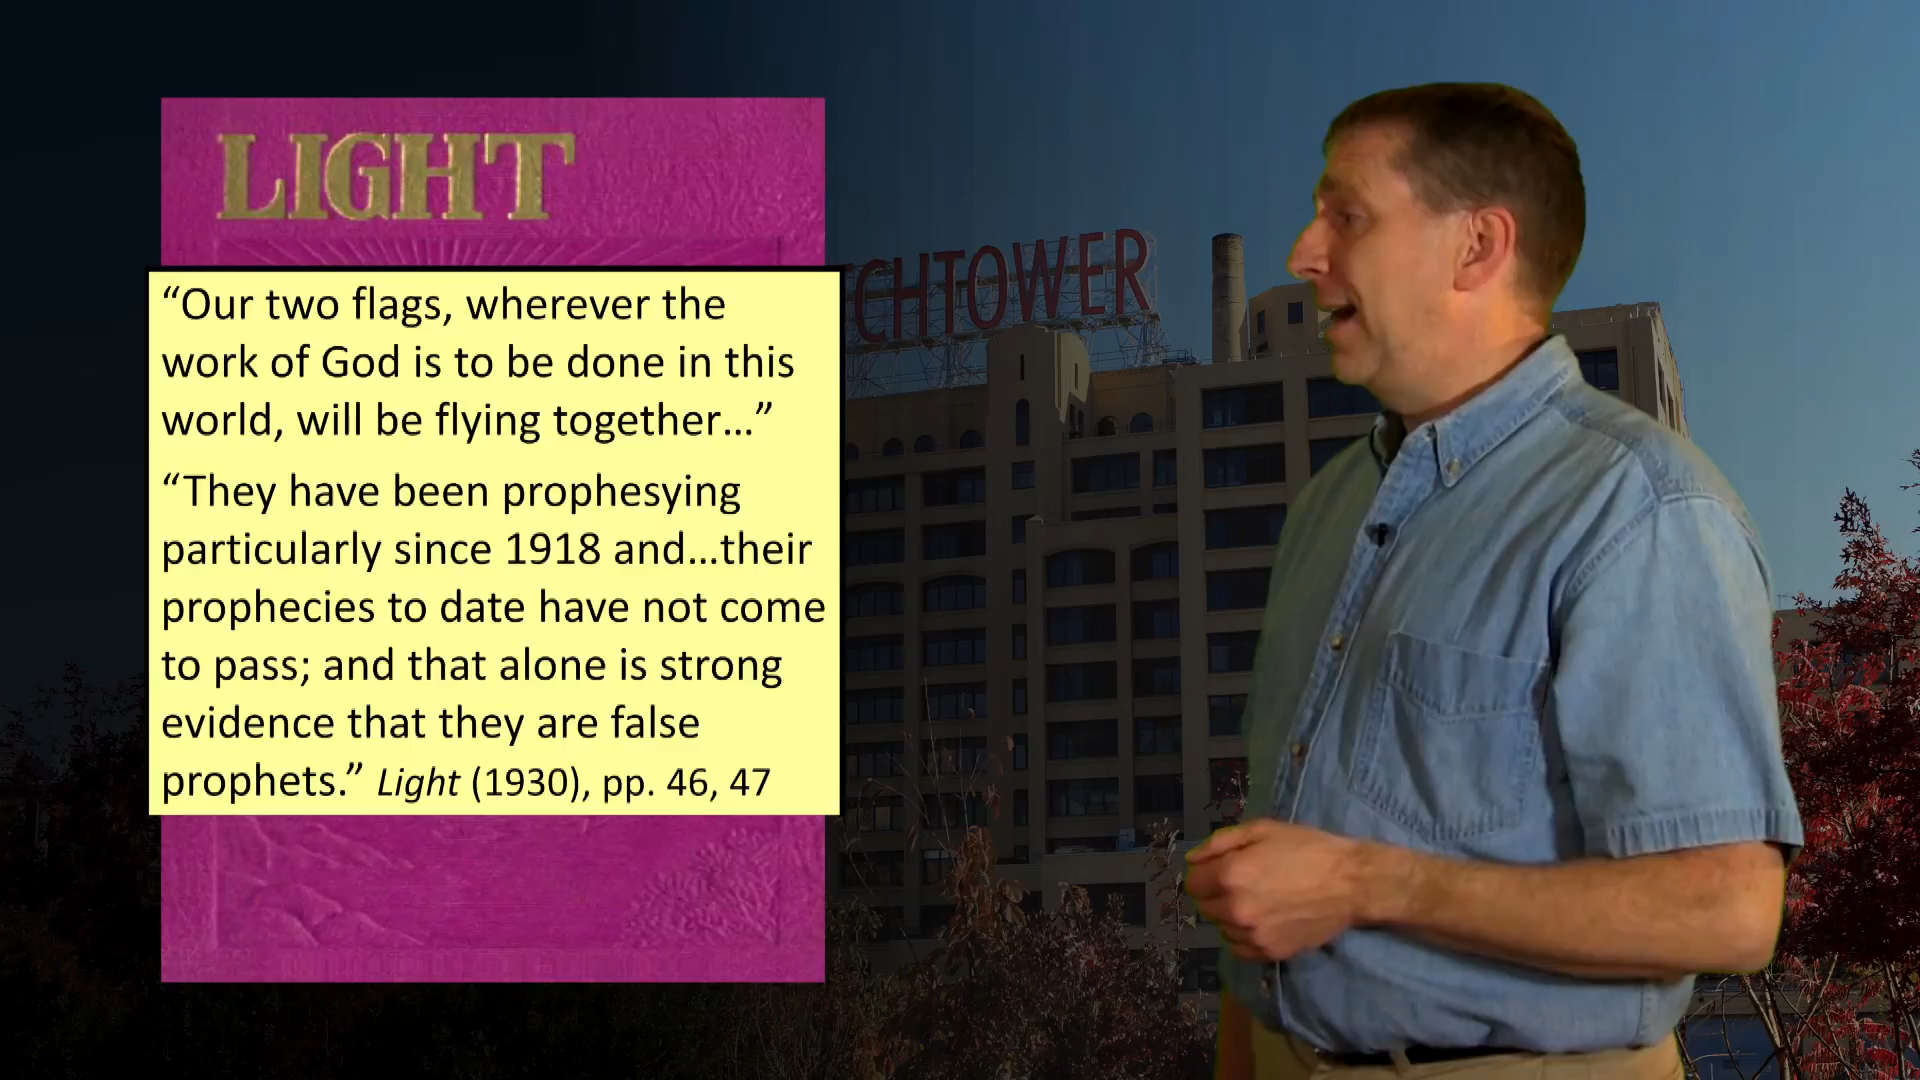 LIGHT
“Our two flags, wherever the
work of God is to be done in this
world, will be flying together...”
“They have been prophesying
particularly since 1918 and...their
prophecies to date have not come
to pass; and that alone is strong
evidence that they are false
prophets.” Light (1930), pp. 46, 47
TCHTOWER